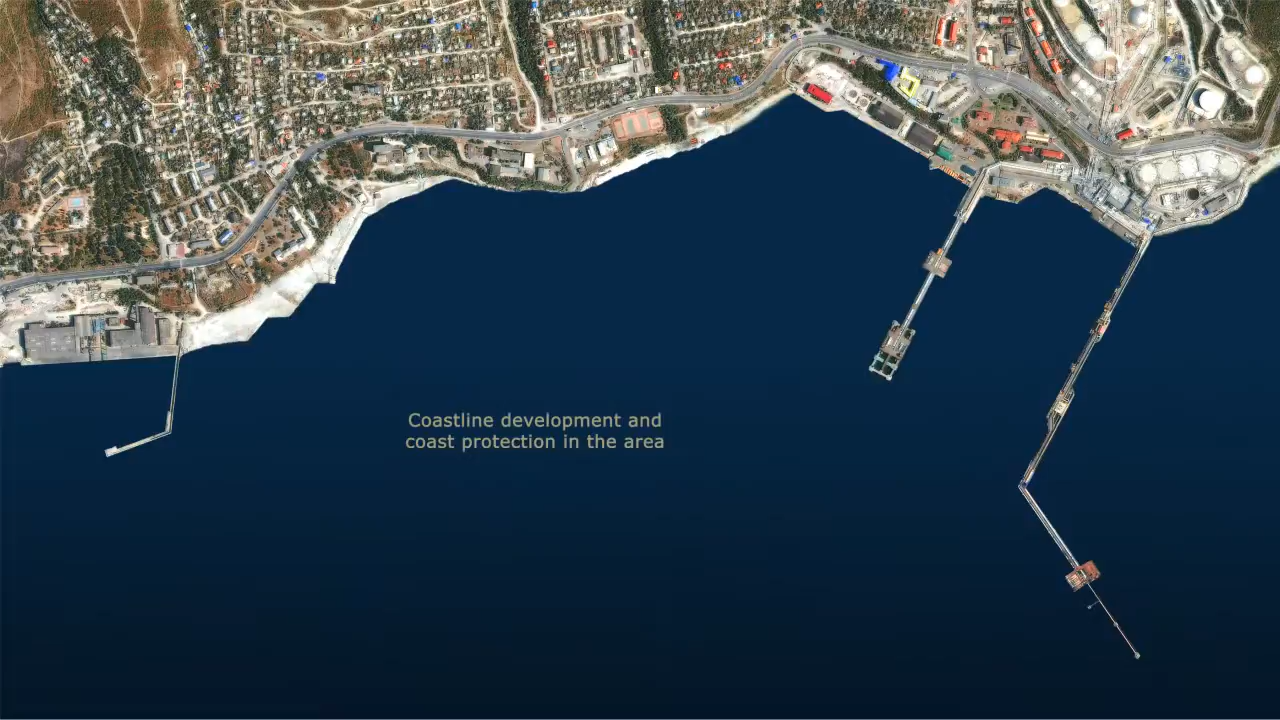 Coastline development and
coast protection in the area